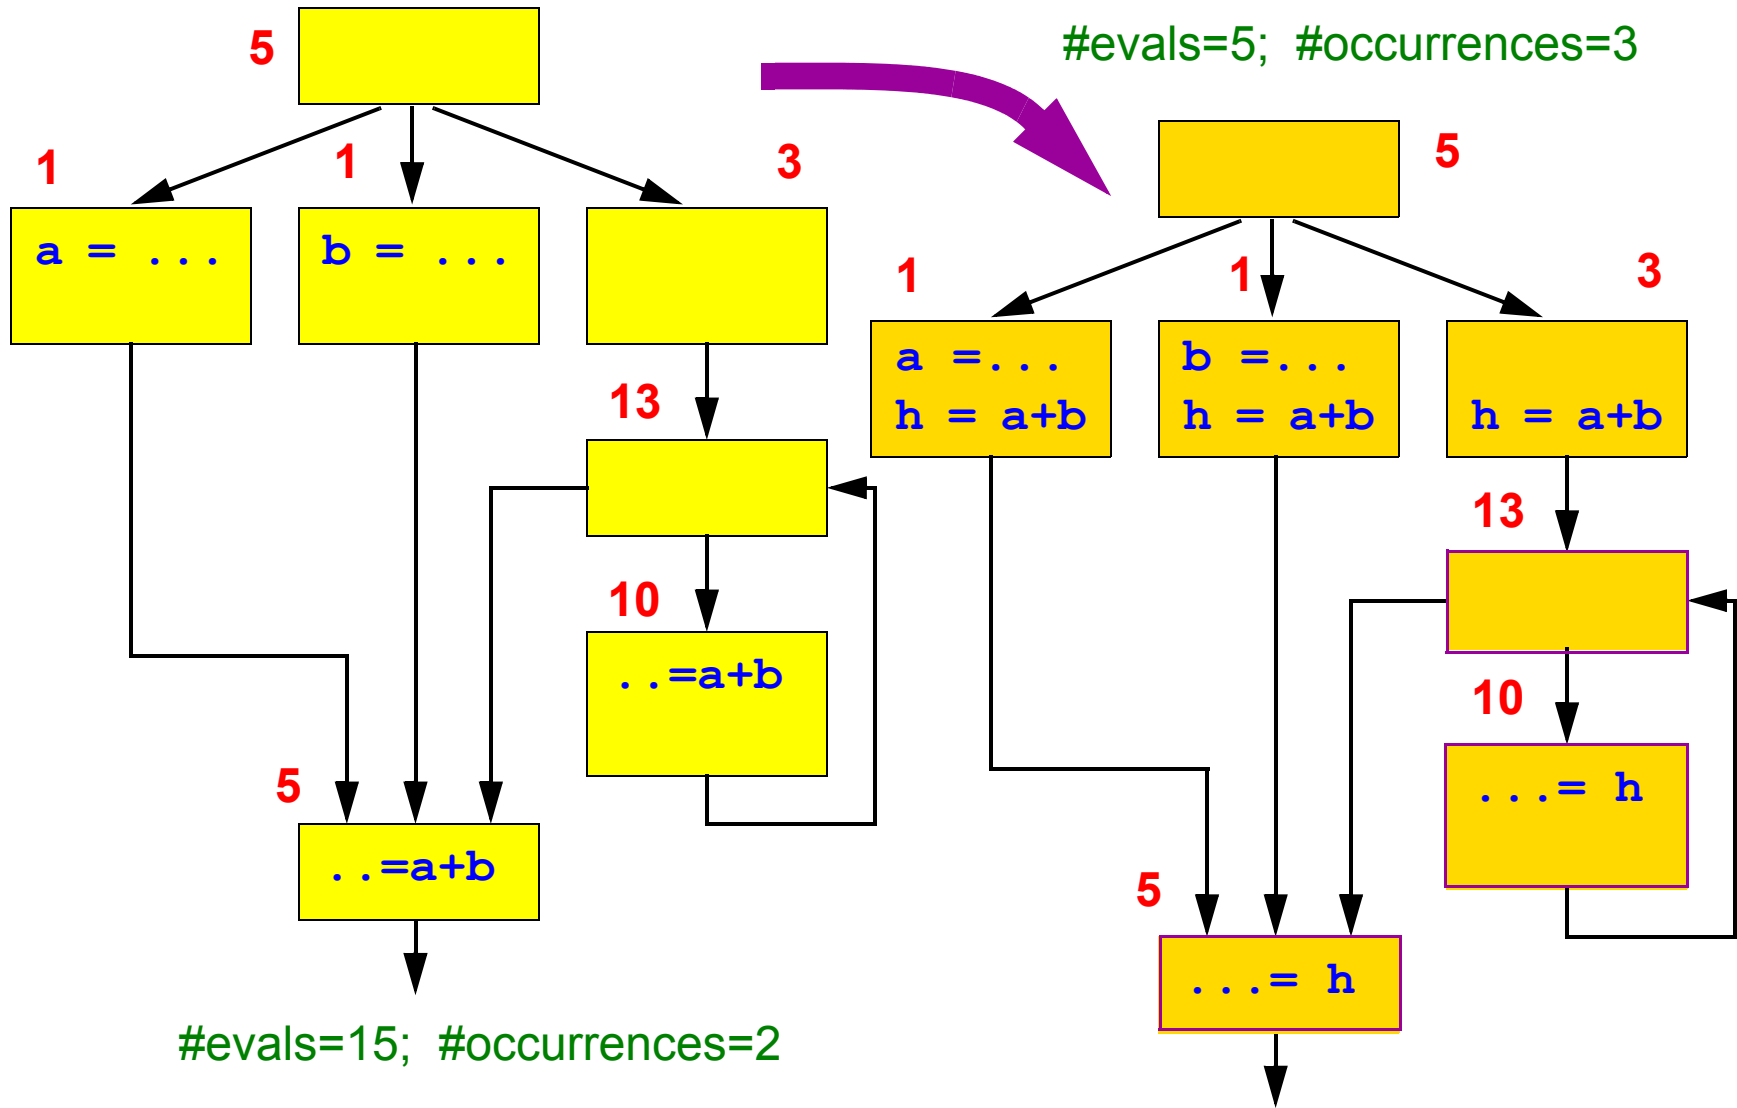 5
1
1
3
a = ...
b = ...
13
10
..=a+b
5
..=a+b
#evals=15; #occurrences=2
#evals=5; #occurrences=3
5
1
1
3
a =...
h = a+b
b =...
h = a+b
h = a+b
13
10
...= h
5
...= h